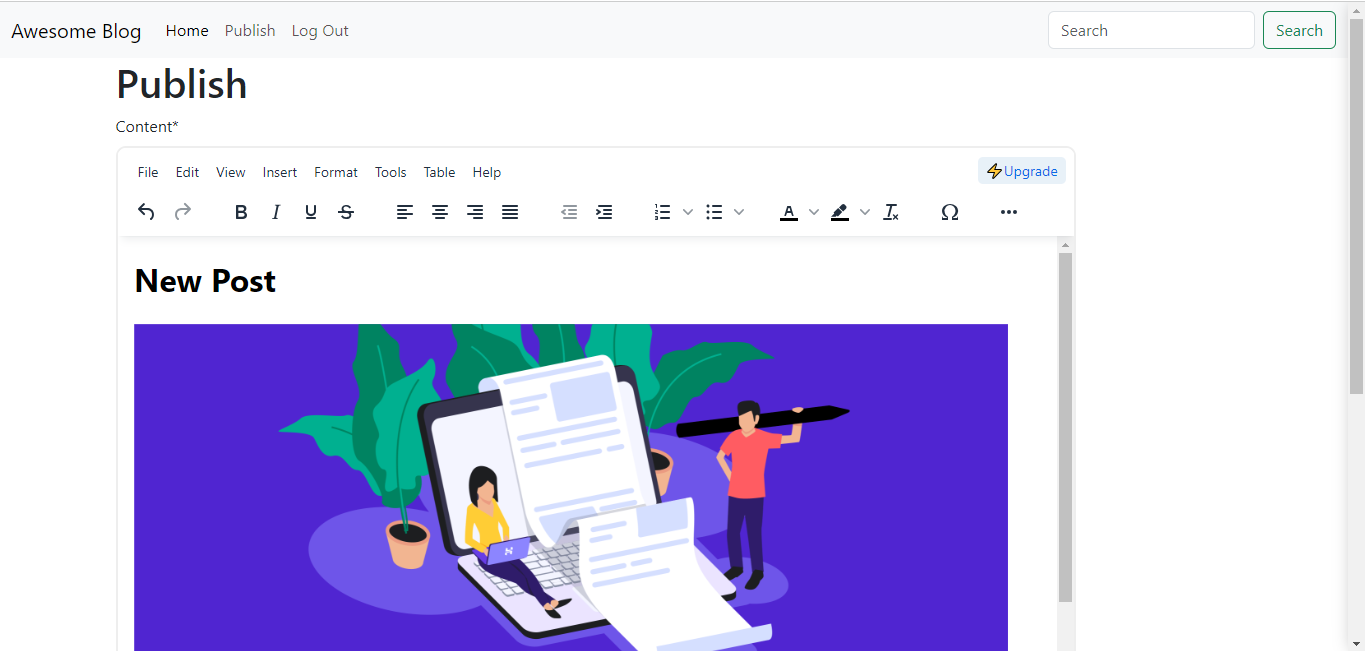 Awesome Blog Home Publish Log Out Search Search
Publish
Content*
File Edit View Insert Format Tools Table Help ⚡Upgrade
B I U S A Ω ...
New Post
N